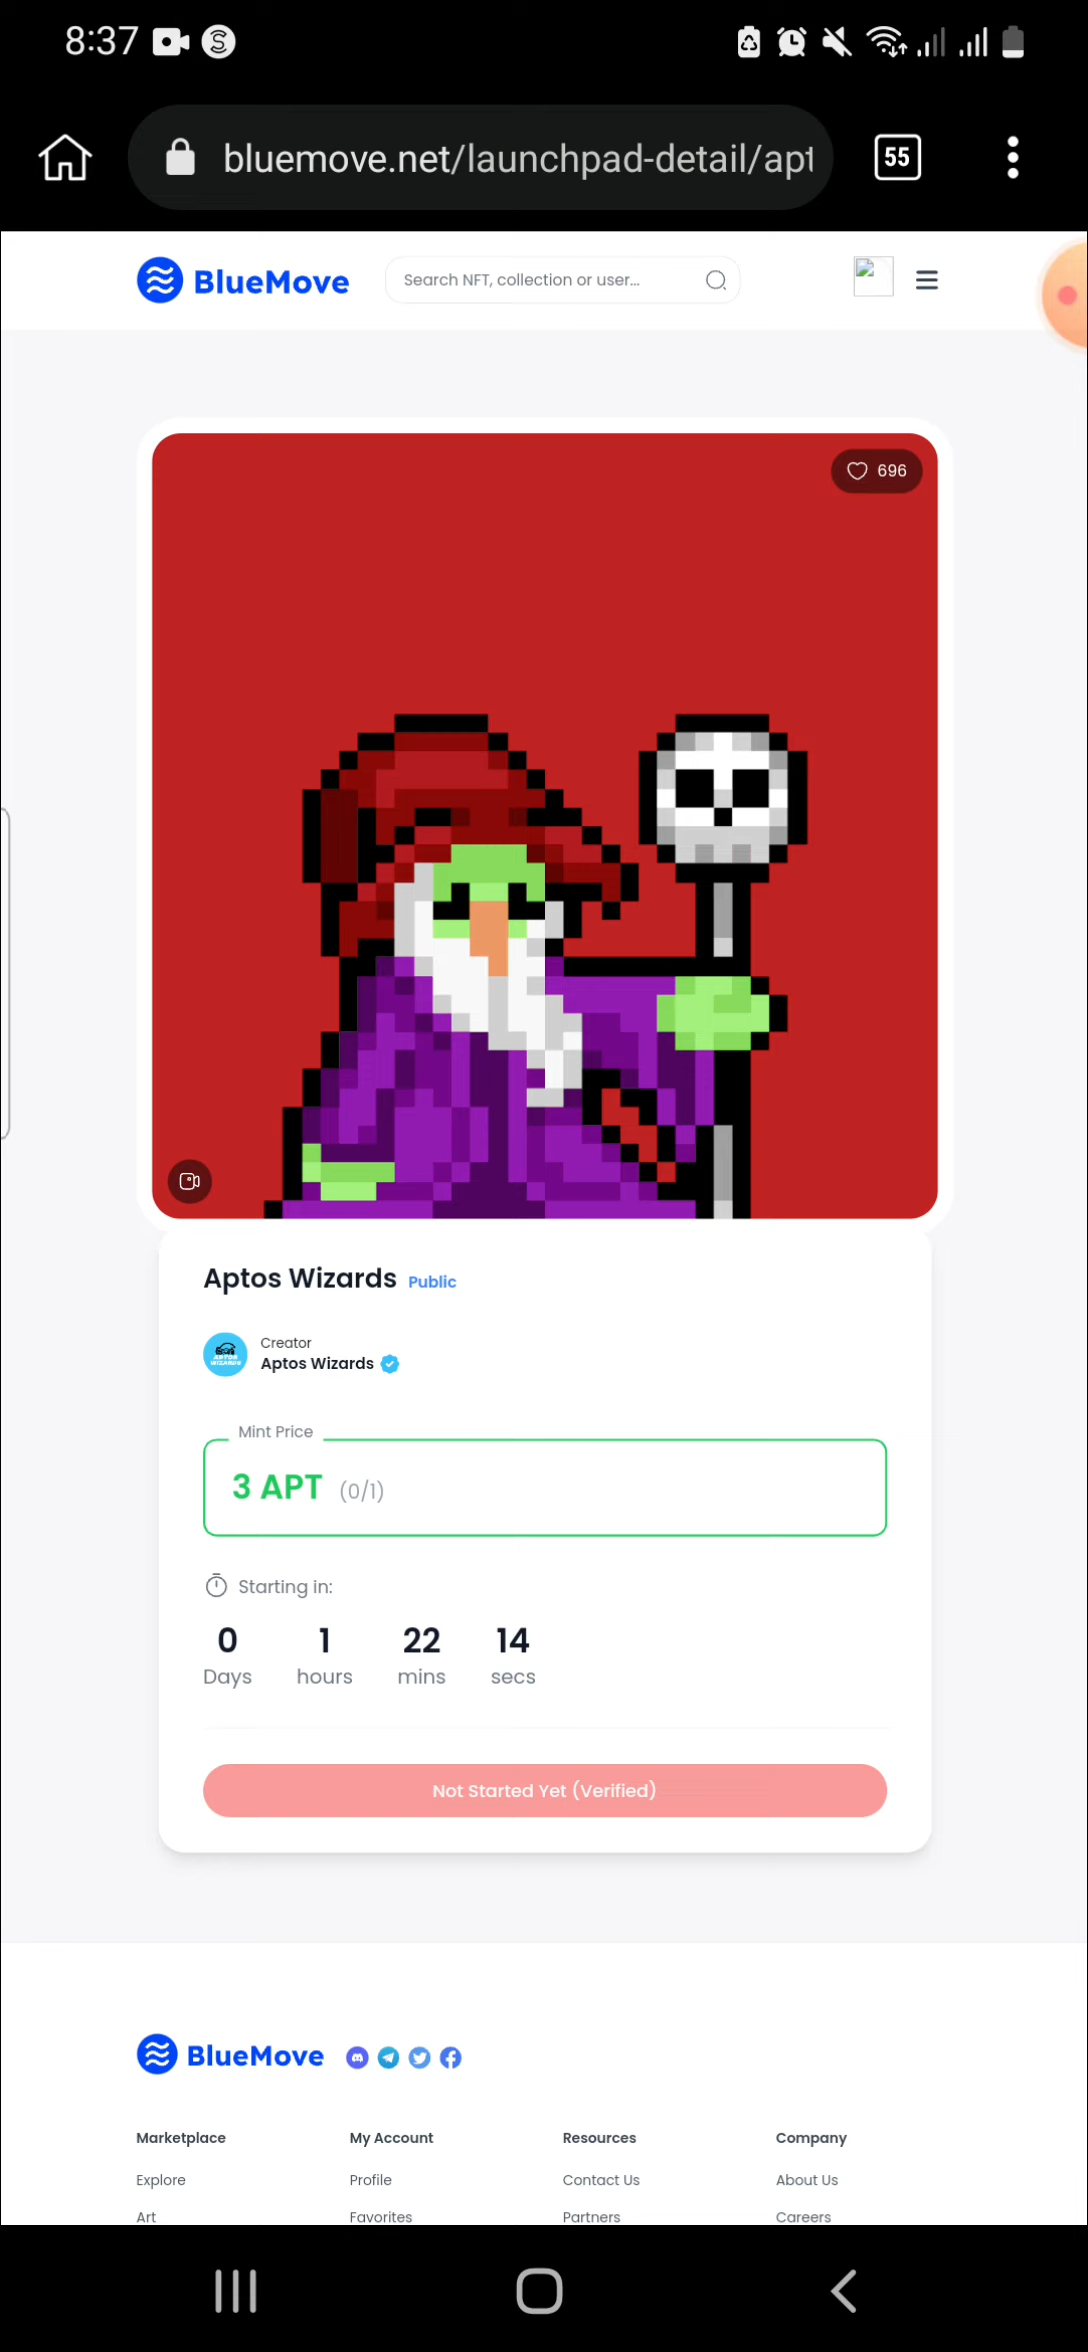 8:37
bluemove.net/launchpad-detail/apt
55
BlueMove
Search NFT, collection or user...
696
Aptos Wizards Public
Creator
Aptos Wizards
Mint Price
3 APT (0/1)
Starting in:
0 1 22 14
Days hours mins secs
Not Started Yet (Verified)
BlueMove
Marketplace My Account Resources Company
Explore Profile Contact Us About Us
Art Favorites Partners Careers